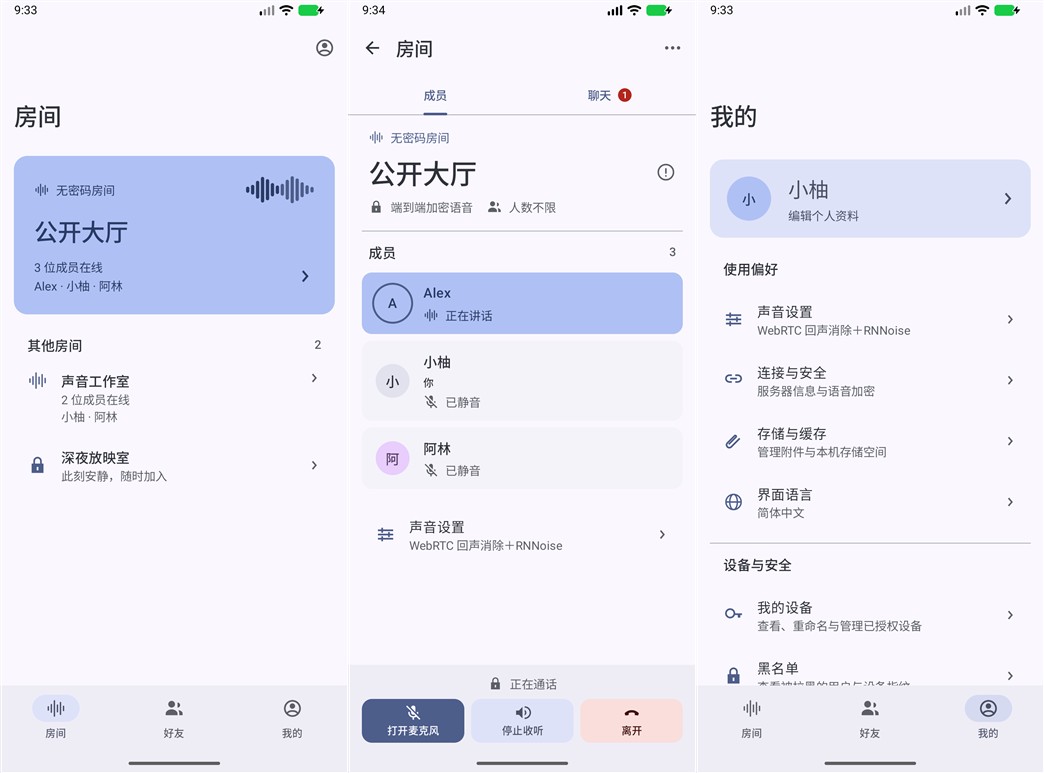 9:33
房间
无密码房间
公开大厅
3 位成员在线
Alex · 小柚 · 阿林
其他房间
2
声音工作室
2 位成员在线
小柚 · 阿林
深夜放映室
此刻安静，随时加入
房间
好友
我的
9:34
房间
成员
聊天 1
无密码房间
公开大厅
端到端加密语音 人数不限
成员
3
A
Alex
正在讲话
小
小柚
你
已静音
阿
阿林
已静音
声音设置
WebRTC 回声消除＋RNNoise
正在通话
打开麦克风
停止收听
离开
9:33
我的
小
小柚
编辑个人资料
使用偏好
声音设置
WebRTC 回声消除＋RNNoise
连接与安全
服务器信息与语音加密
存储与缓存
管理附件与本机存储空间
界面语言
简体中文
设备与安全
我的设备
查看、重命名与管理已授权设备
黑名单
房间
好友
我的